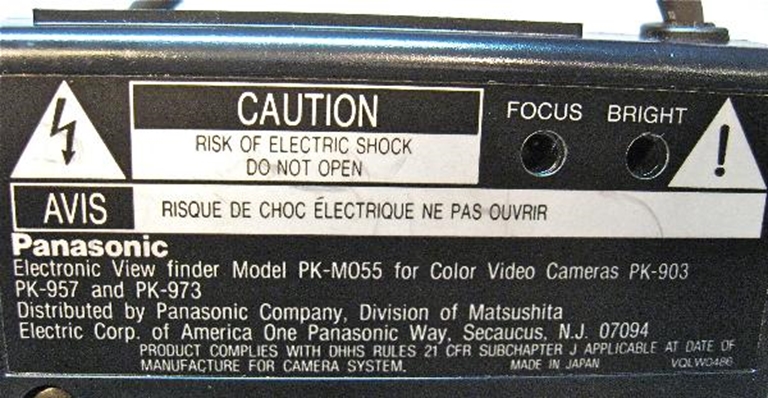 CAUTION
RISK OF ELECTRIC SHOCK
DO NOT OPEN
FOCUS BRIGHT
!
AVIS RISQUE DE CHOC ÉLECTRIQUE NE PAS OUVRIR
Panasonic
Electronic View finder Model PK-MO55 for Color Video Cameras PK-903
PK-957 and PK-973
Distributed by Panasonic Company, Division of Matsushita
Electric Corp. of America One Panasonic Way, Secaucus, N.J. 07094
PRODUCT COMPLIES WITH DHHS RULES 21 CFR SUBCHAPTER J APPLICABLE AT DATE OF
MANUFACTURE FOR CAMERA SYSTEM. MADE IN JAPAN VQLW0486